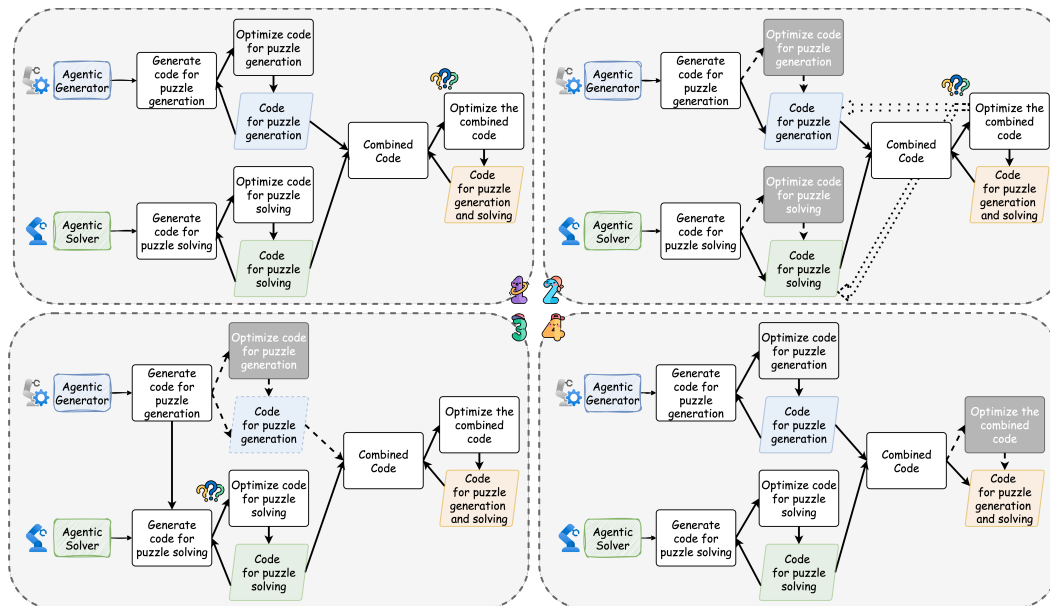 Agentic
Generator
Generate
code for
puzzle
generation
Optimize code
for puzzle
generation
Code
for puzzle
generation
Combined
Code
???
Optimize the
combined
code
Code
for puzzle
generation
and solving
Agentic
Solver
Generate
code for
puzzle solving
Optimize code
for puzzle
solving
Code
for puzzle
solving
1
Agentic
Generator
Generate
code for
puzzle
generation
Optimize code
for puzzle
generation
Code
for puzzle
generation
Combined
Code
???
Optimize the
combined
code
Code
for puzzle
generation
and solving
Agentic
Solver
Generate
code for
puzzle solving
Optimize code
for puzzle
solving
Code
for puzzle
solving
2
Agentic
Generator
Generate
code for
puzzle
generation
Optimize code
for puzzle
generation
Code
for puzzle
generation
Combined
Code
Optimize the
combined
code
Code
for puzzle
generation
and solving
Agentic
Solver
Generate
code for
puzzle solving
???
Optimize code
for puzzle
solving
Code
for puzzle
solving
3
Agentic
Generator
Generate
code for
puzzle
generation
Optimize code
for puzzle
generation
Code
for puzzle
generation
Combined
Code
Optimize the
combined
code
Code
for puzzle
generation
and solving
Agentic
Solver
Generate
code for
puzzle solving
Optimize code
for puzzle
solving
Code
for puzzle
solving
4